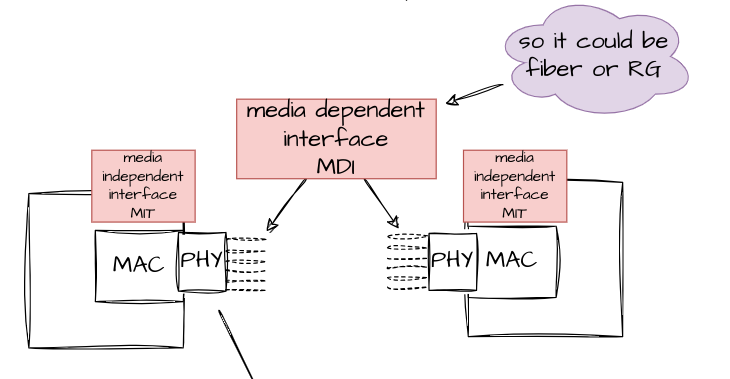 so it could be
fiber or RG
media dependent
interface
MDI
media
independent
interface
MIT
media
independent
interface
MIT
MAC
PHY
PHY
MAC